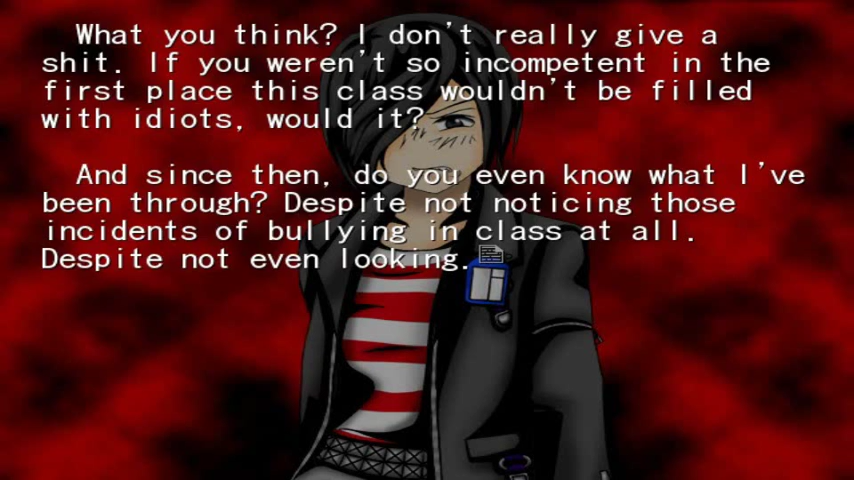 What you think? I don't really give a
shit. If you weren't so incompetent in the
first place this class wouldn't be filled
with idiots, would it?
And since then, do you even know what I've
been through? Despite not noticing those
incidents of bullying in class at all.
Despite not even looking.